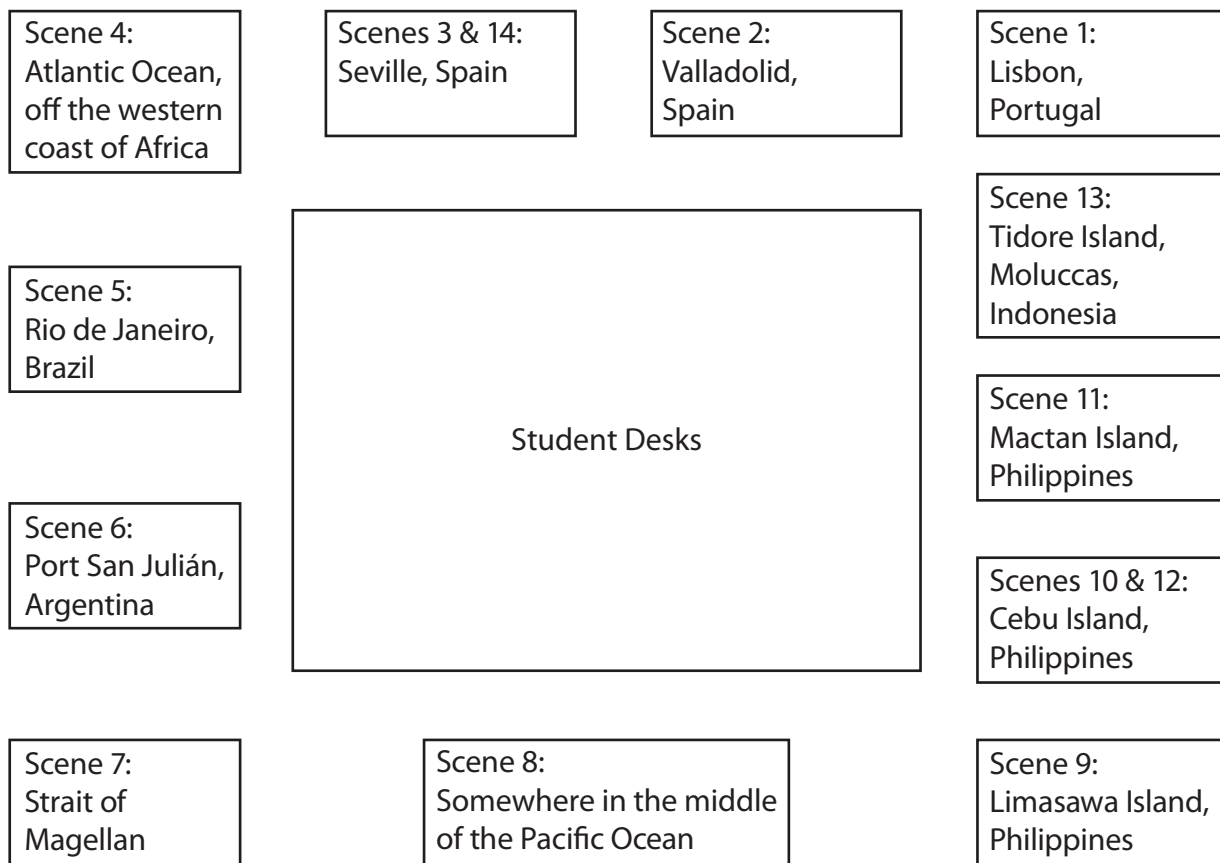 Scene 4:
Atlantic Ocean,
off the western
coast of Africa
Scenes 3 & 14:
Seville, Spain
Scene 2:
Valladolid,
Spain
Scene 1:
Lisbon,
Portugal
Scene 13:
Tidore Island,
Moluccas,
Indonesia
Scene 5:
Rio de Janeiro,
Brazil
Student Desks
Scene 11:
Mactan Island,
Philippines
Scene 6:
Port San Julián,
Argentina
Scenes 10 & 12:
Cebu Island,
Philippines
Scene 7:
Strait of
Magellan
Scene 8:
Somewhere in the middle
of the Pacific Ocean
Scene 9:
Limasawa Island,
Philippines